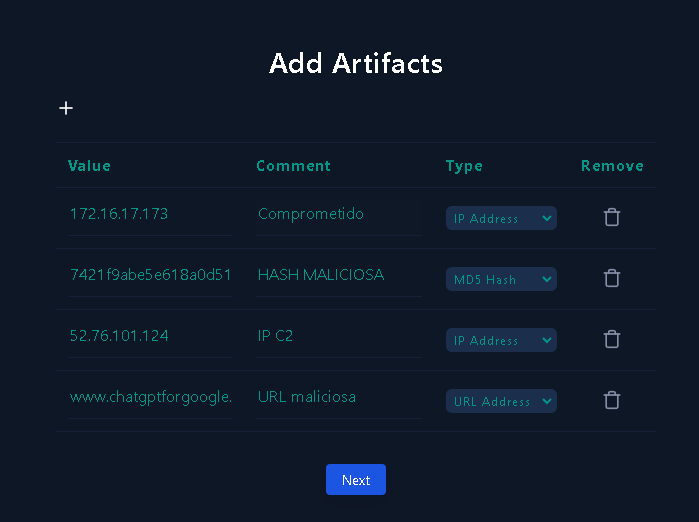 Add Artifacts
+
Value Comment Type Remove
172.16.17.173 Comprometido IP Address
7421f9abe5e618a0d51 HASH MALICIOSA MD5 Hash
52.76.101.124 IP C2 IP Address
www.chatgptforgoogle. URL maliciosa URL Address
Next